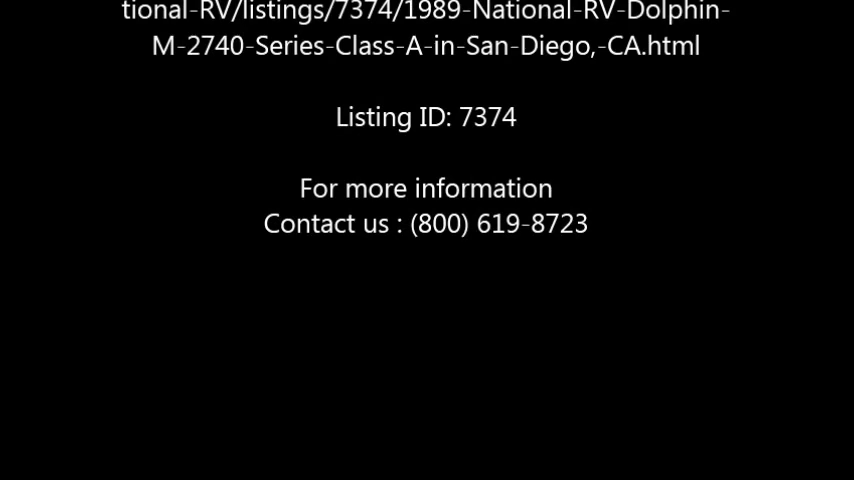 tional-RV/listings/7374/1989-National-RV-Dolphin-
M-2740-Series-Class-A-in-San-Diego,-CA.html
Listing ID: 7374
For more information
Contact us : (800) 619-8723